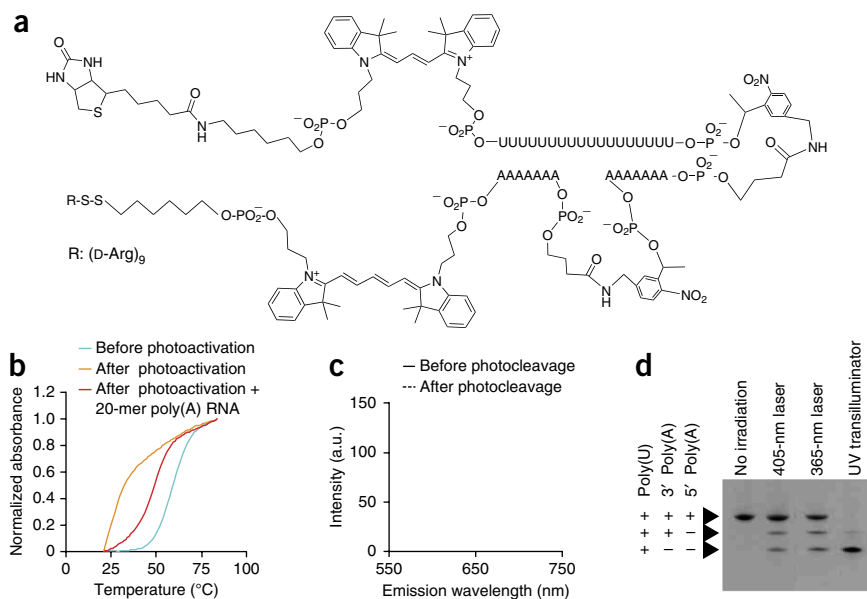 a
O
HN NH
S
O
N
H
O
O2P−
O
N
N+
O
O2P−
O-UUUUUUUUUUUUUUUUUU-O-P-O
O2−
NO2
NH
O
R-S-S
O-PO2−-O
AAAAAAA
AAAAAAA-O-P-O
O2−
R: (D-Arg)9
N+
N
O
O2P−
O
O
P
O2−
O
O
P
O2−
O
O
N
H
NO2
b
Before photoactivation
After photoactivation
After photoactivation +
20-mer poly(A) RNA
Normalized absorbance
1.2
1.0
0.8
0.6
0.4
0.2
0
0 25 50 75 100
Temperature (°C)
c
Before photocleavage
After photocleavage
Intensity (a.u.)
150
100
50
0
550 650 750
Emission wavelength (nm)
d
Poly(U)
3′ Poly(A)
5′ Poly(A)
No irradiation
405-nm laser
365-nm laser
UV transilluminator
+ + +
+ + −
+ − −